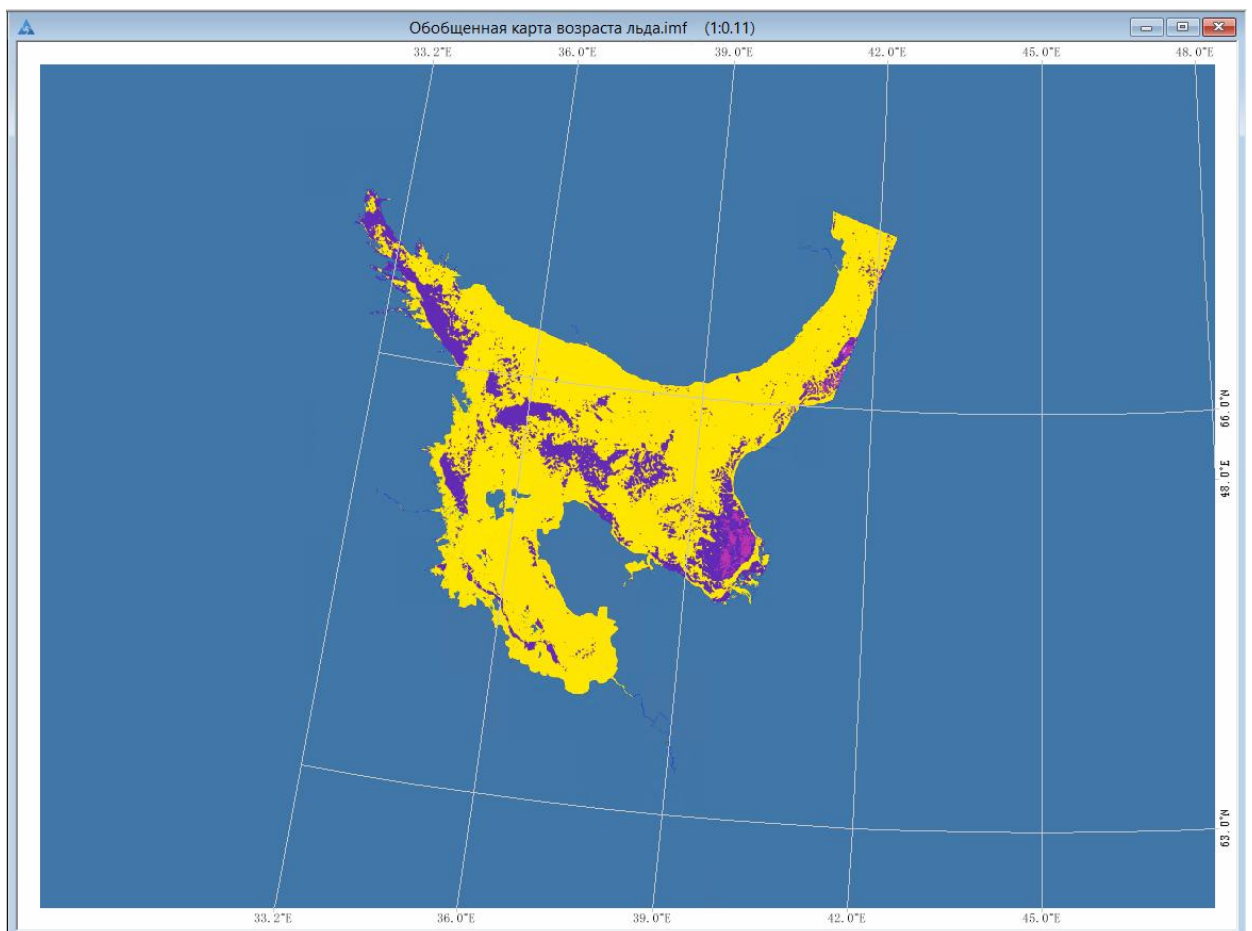 Обобщенная карта возраста льда.imf (1:0.11)
33.2°E 36.0°E 39.0°E 42.0°E 45.0°E 48.0°E
66.0°N
48.0°E
63.0°N
33.2°E 36.0°E 39.0°E 42.0°E 45.0°E